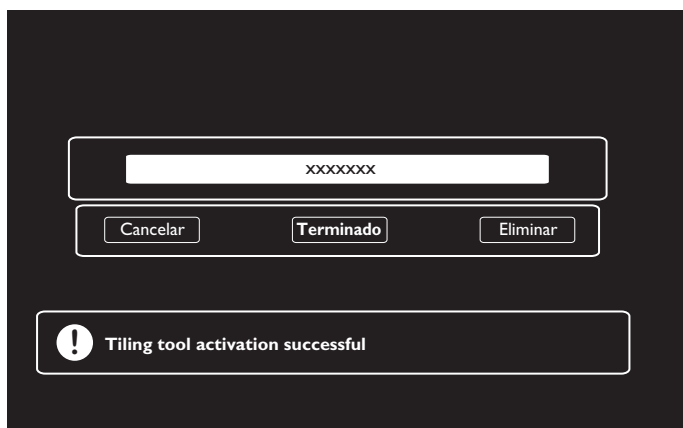 xxxxxxx
Cancelar Terminado Eliminar
! Tiling tool activation successful